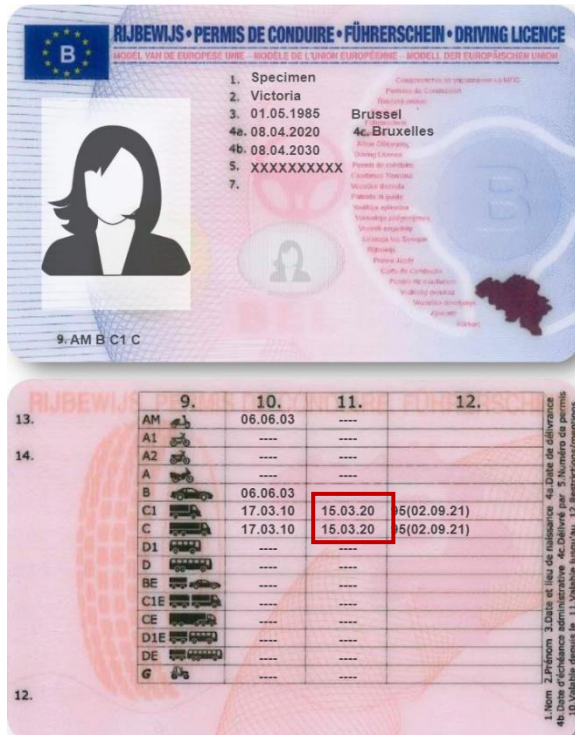 RIJBEWIJS • PERMIS DE CONDUIRE • FÜHRERSCHEIN • DRIVING LICENCE
B
MODEL VAN DE EUROPESE UNIE — MODÈLE DE L'UNION EUROPÉENNE — MODELL DER EUROPÄISCHEN UNION
1. Specimen
2. Victoria
3. 01.05.1985 Brussel
4a. 08.04.2020 4c. Bruxelles
4b. 08.04.2030
5. XXXXXXXXXX
7.
Permis de conduire
B
9. AM B C1 C
RIJBEWIJS PERMIS
9. 10. 11. 12.
13.
AM 06.06.03 ----
A1 ---- ----
14.
A2 ---- ----
A ---- ----
B 06.06.03 ----
C1 17.03.10 15.03.20 95(02.09.21)
C 17.03.10 15.03.20 95(02.09.21)
D1 ---- ----
D ---- ----
BE ---- ----
C1E ---- ----
CE ---- ----
D1E ---- ----
DE ---- ----
G ---- ----
12.
1.Nom 2.Prénom 3.Date et lieu de naissance 4a.Date de délivrance
4b.Date d'échéance administrative 4c.Délivré par 5.Numéro de permis
10.Valable depuis le 11.Valable jusqu'au 12.Restrictions/mentions